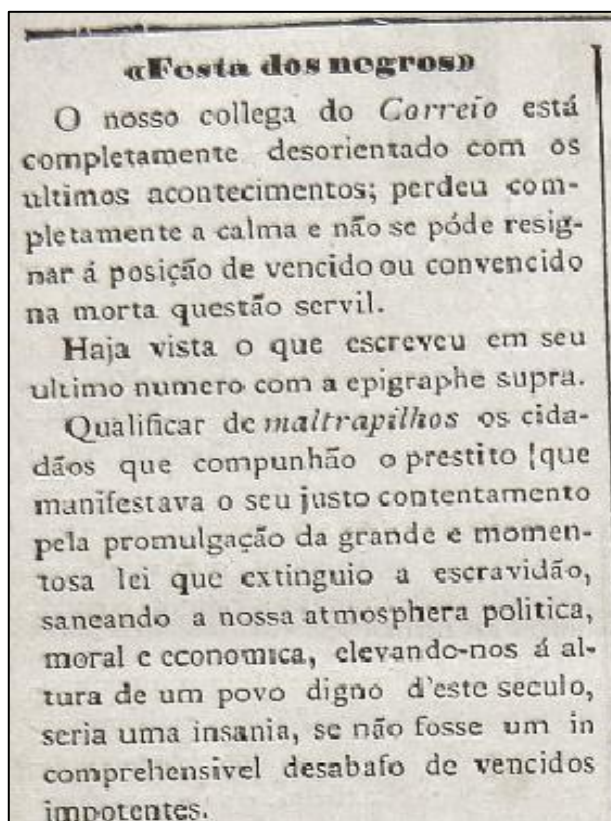 «Festa dos negros»
O nosso collega do Correio está
completamente desorientado com os
ultimos acontecimentos; perdeu com-
pletamente a calma e não se póde resig-
nar á posição de vencido ou convencido
na morta questão servil.
Haja vista o que escreveu em seu
ultimo numero com a epigraphe supra.
Qualificar de maltrapilhos os cida-
dãos que compunhão o prestito [que
manifestava o seu justo contentamento
pela promulgação da grande e momen-
tosa lei que extinguio a escravidão,
saneando a nossa atmosphera politica,
moral e economica, elevando-nos á al-
tura de um povo digno d'este seculo,
seria uma insania, se não fosse um in
comprehensivel desabafo de vencidos
impotentes.